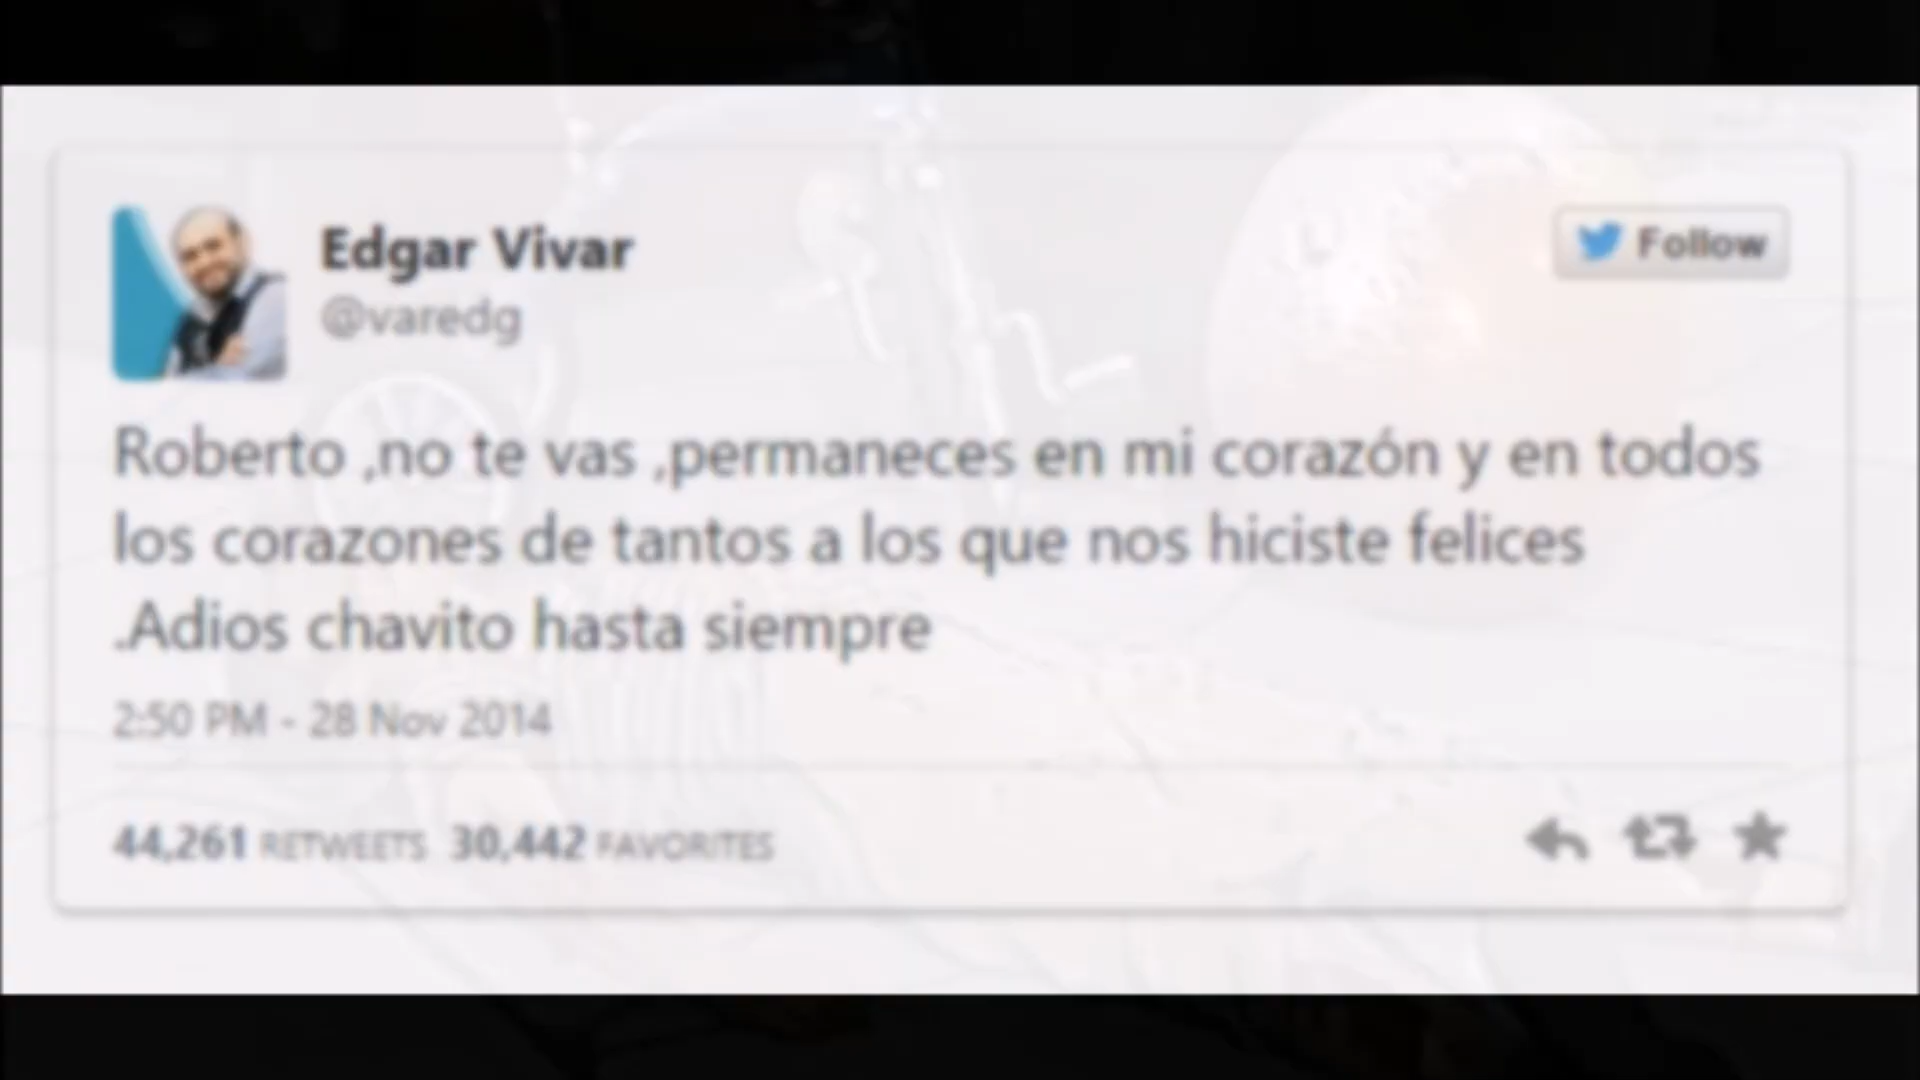 Edgar Vivar
@varedg
Follow
Roberto ,no te vas ,permaneces en mi corazón y en todos
los corazones de tantos a los que nos hiciste felices
.Adios chavito hasta siempre
2:50 PM - 28 Nov 2014
44,261 RETWEETS 30,442 FAVORITES